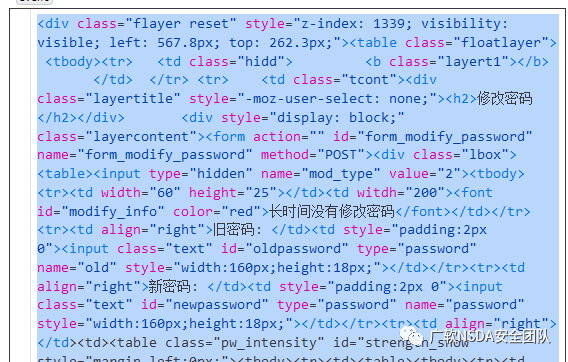 <div class="flayer reset" style="z-index: 1339; visibility:
visible; left: 567.8px; top: 262.3px;"><table class="floatlayer">
<tbody><tr>   <td class="hidd">         <b class="layert1"></b>
</td>  </tr> <tr>    <td class="tcont"><div
class="layertitle" style="-moz-user-select: none;"><h2>修改密码
</h2></div>       <div style="display: block;"
class="layercontent"><form action="" id="form_modify_password"
name="form_modify_password" method="POST"><div class="lbox">
<table><input type="hidden" name="mod_type" value="2"><tbody>
<tr><td width="60" height="25"></td><td witdh="200"><font
id="modify_info" color="red">长时间没有修改密码</font></td></tr>
<tr><td align="right">旧密码: </td><td style="padding:2px
0"><input class="text" id="oldpassword" type="password"
name="old" style="width:160px;height:18px;"></td></tr><tr><td
align="right">新密码: </td><td style="padding:2px 0"><input
class="text" id="newpassword" type="password" name="password"
style="width:160px;height:18px;"></td></tr><tr><td align="right">
</td><td><table class="pw_intensity" id="strength_show"
广软NSDA安全团队
style="margin-left:0px;"><tbody><tr><td><table><tbody><tr>